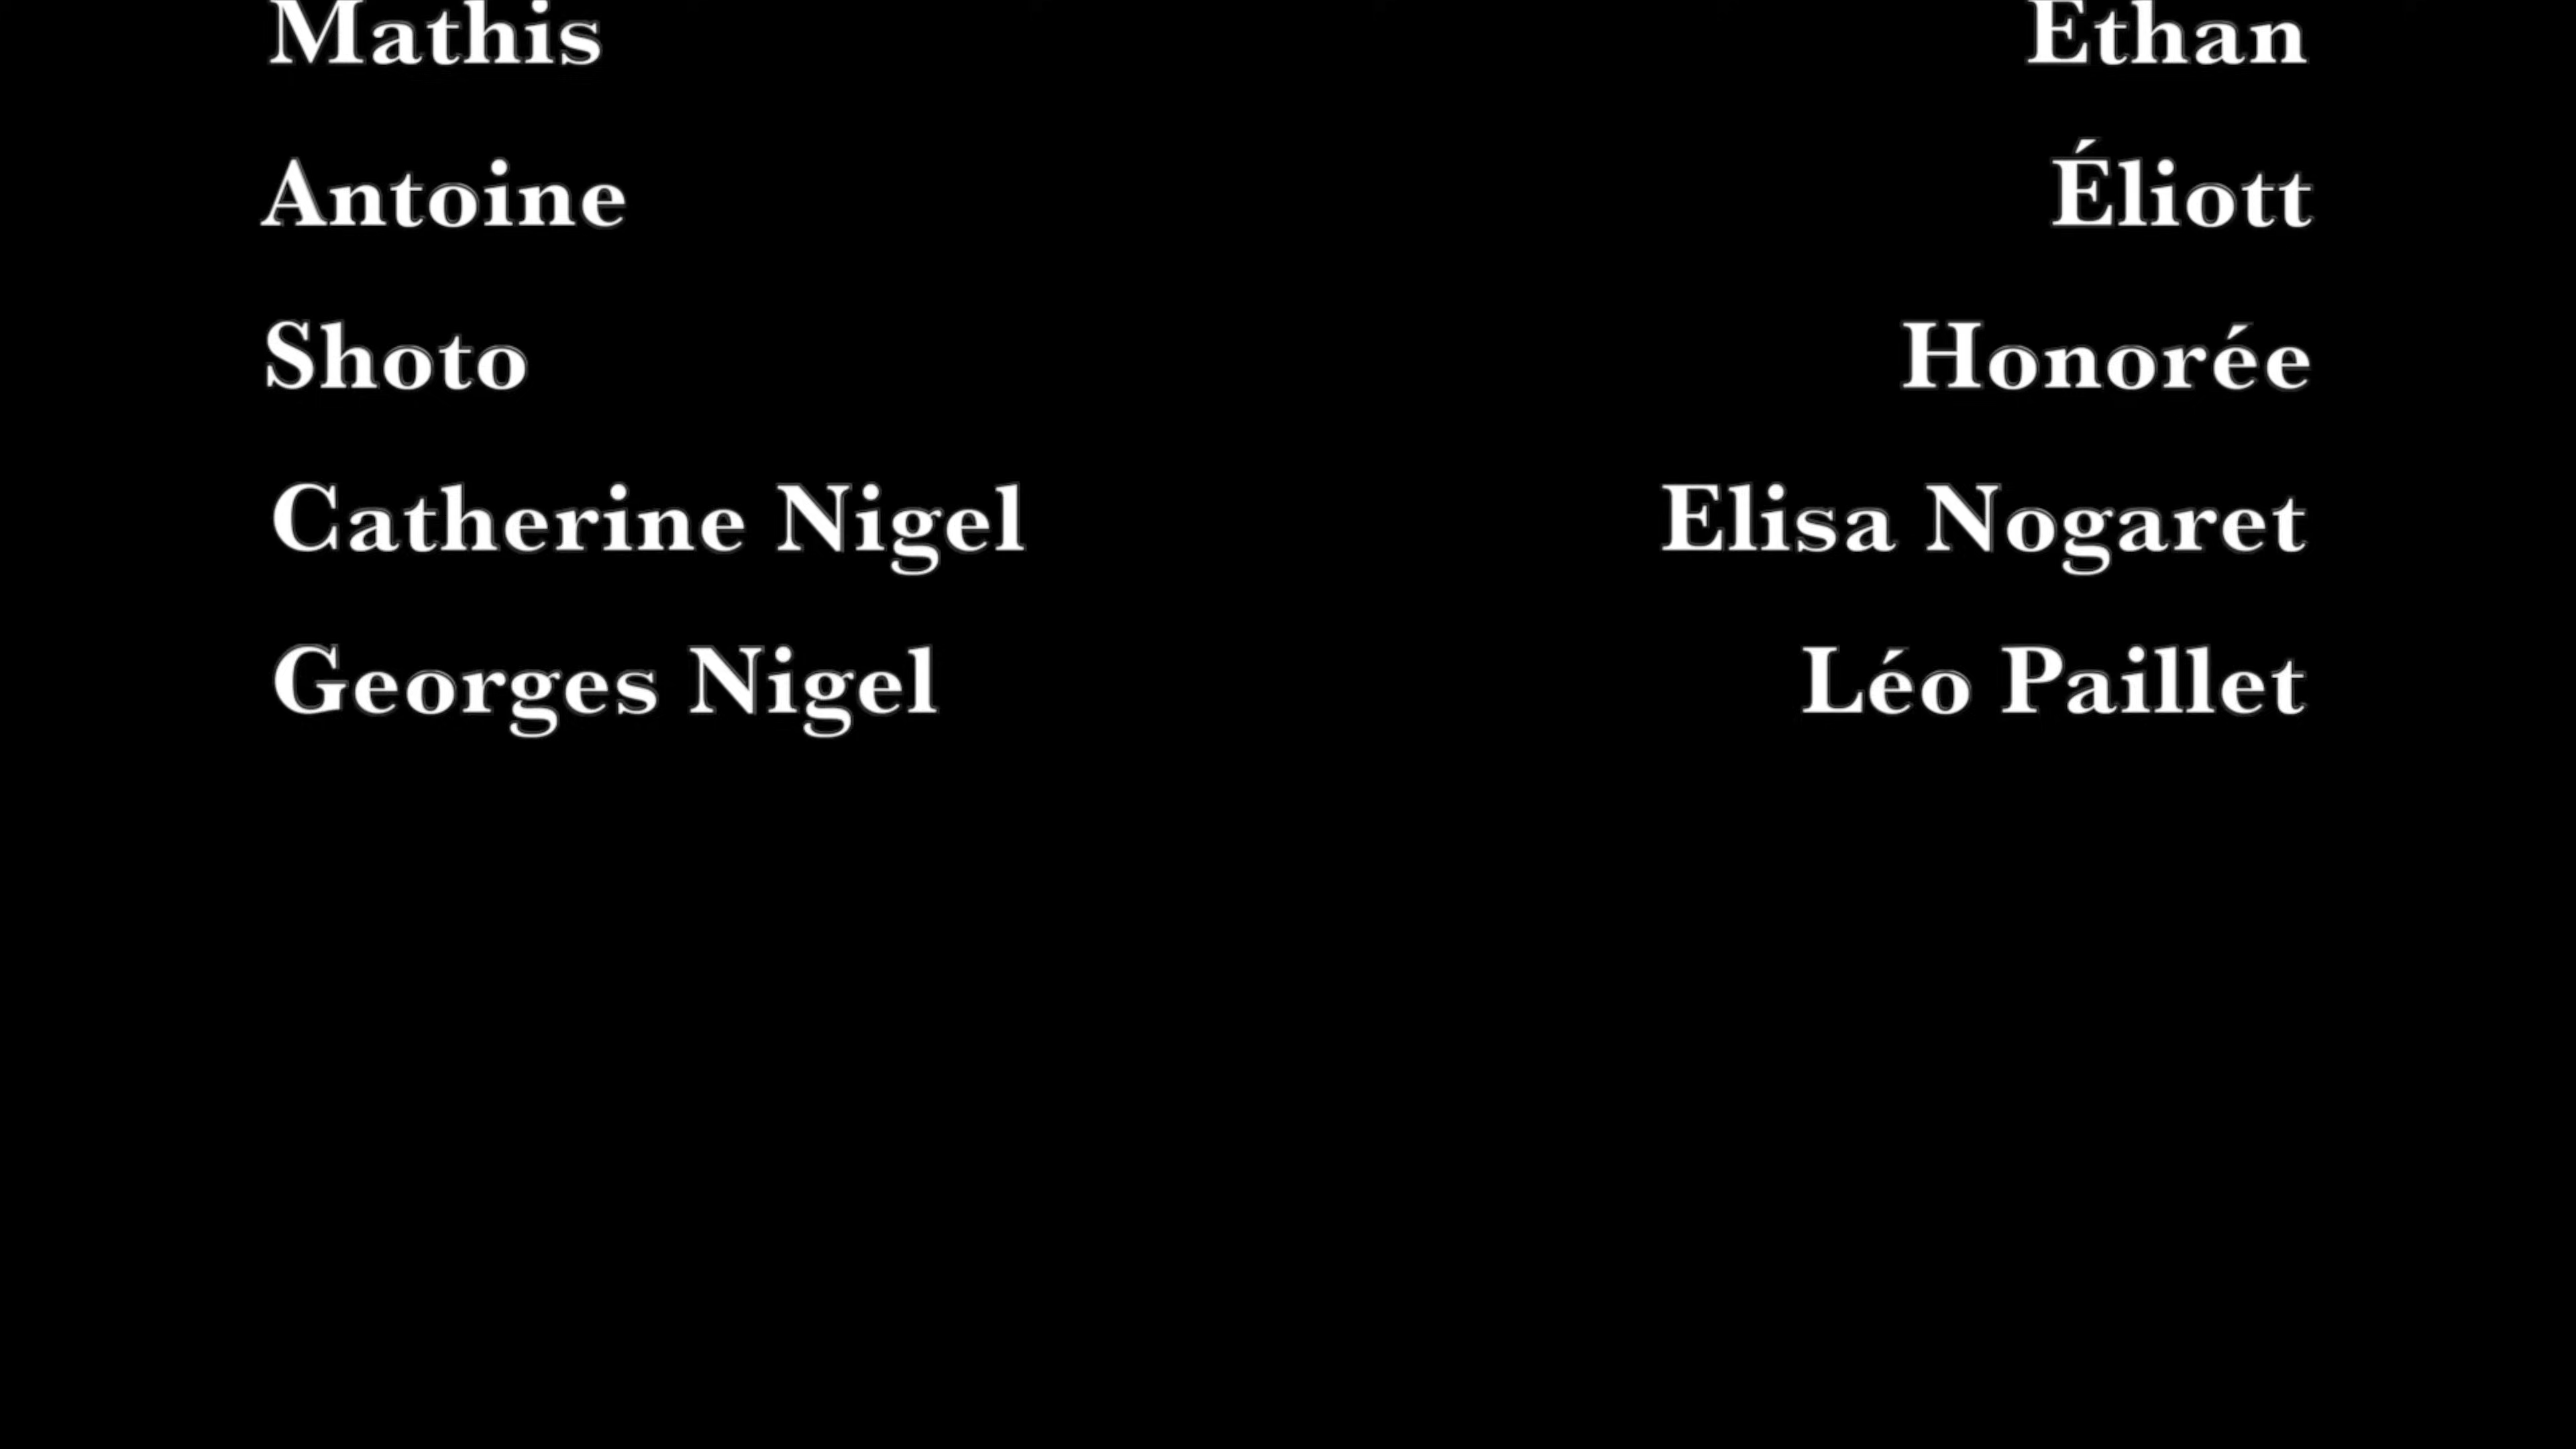 Mathis Ethan
Antoine Éliott
Shoto Honorée
Catherine Nigel Elisa Nogaret
Georges Nigel Léo Paillet